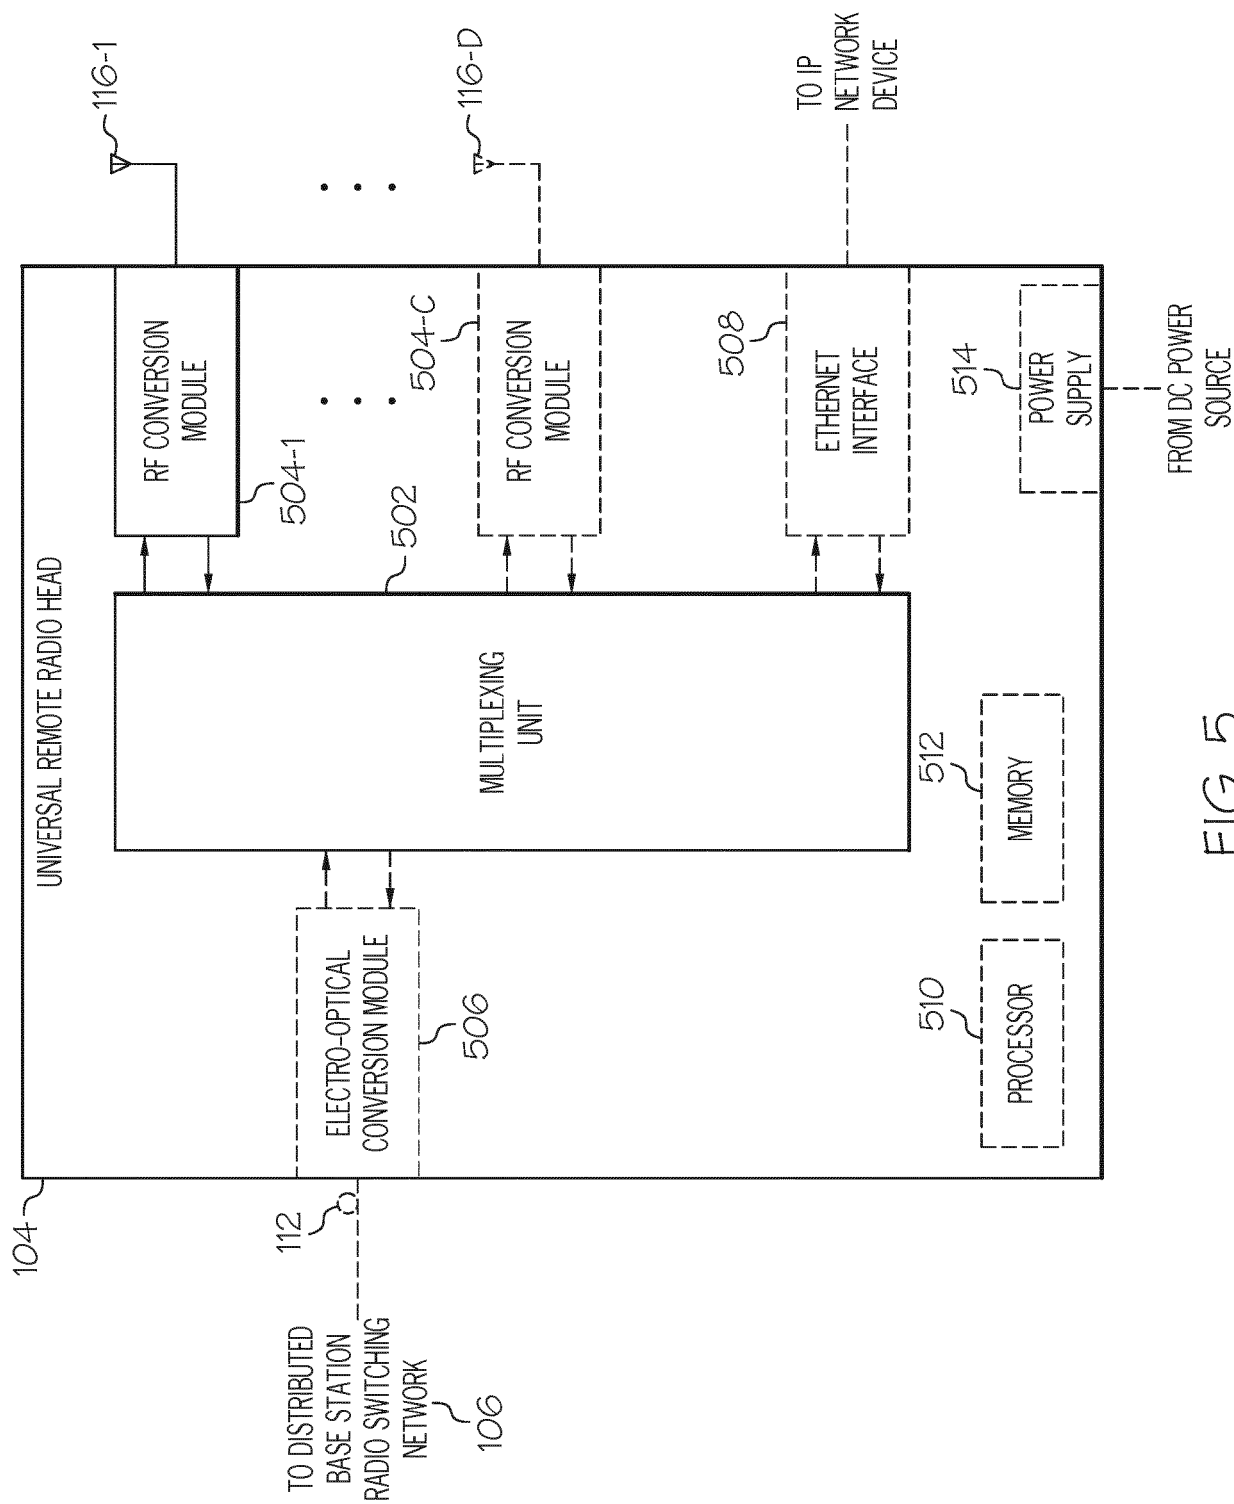 104
UNIVERSAL REMOTE RADIO HEAD
TO DISTRIBUTED
BASE STATION
RADIO SWITCHING
NETWORK
106
112
ELECTRO-OPTICAL
CONVERSION MODULE
506
MULTIPLEXING
UNIT
502
RF CONVERSION
MODULE
504-1
116-1
RF CONVERSION
MODULE
504-C
116-D
ETHERNET
INTERFACE
508
TO IP
NETWORK
DEVICE
PROCESSOR
510
MEMORY
512
POWER
SUPPLY
514
FROM DC POWER
SOURCE
FIG. 5